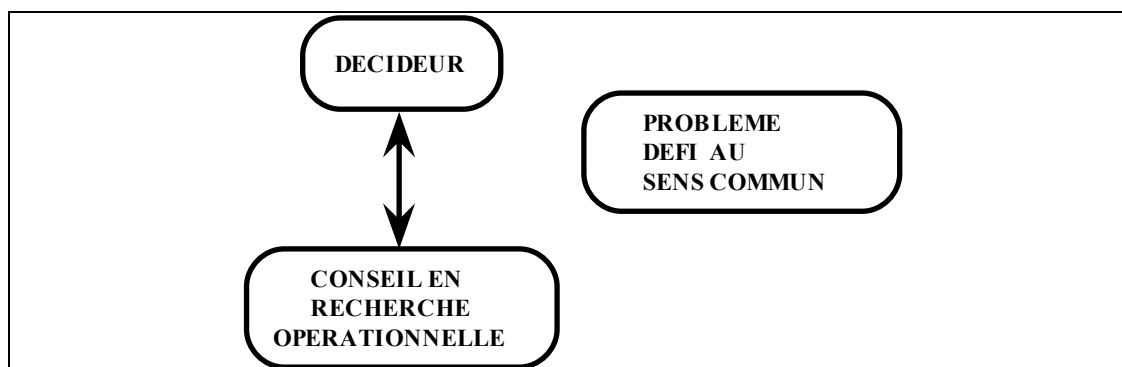 DECIDEUR
PROBLEME
DEFI AU
SENS COMMUN
CONSEIL EN
RECHERCHE
OPERATIONNELLE